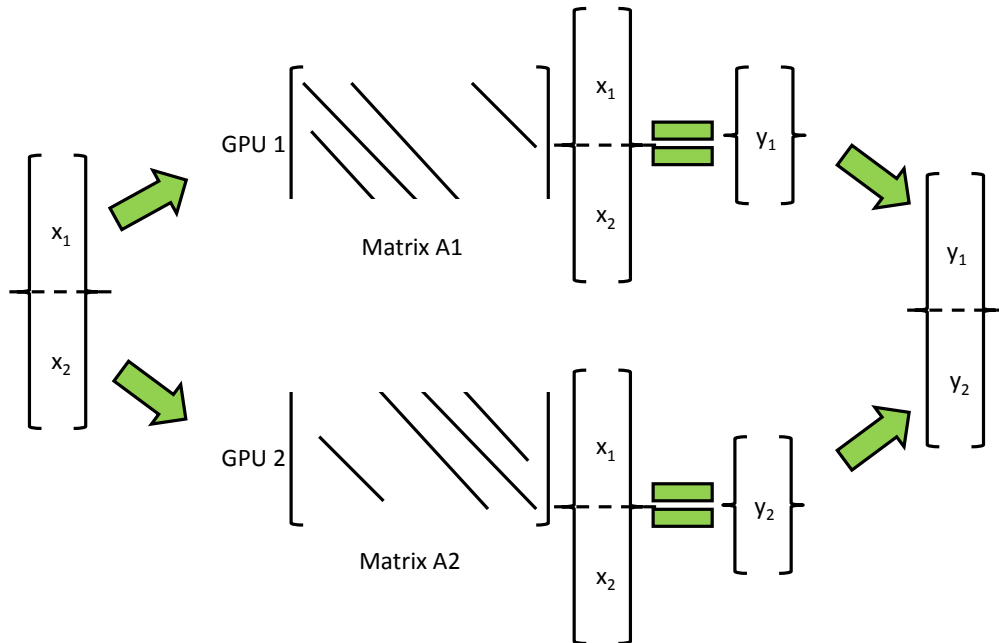 x₁
x₂
GPU 1
Matrix A1
x₁
x₂
y₁
GPU 2
Matrix A2
x₁
x₂
y₂
y₁
y₂